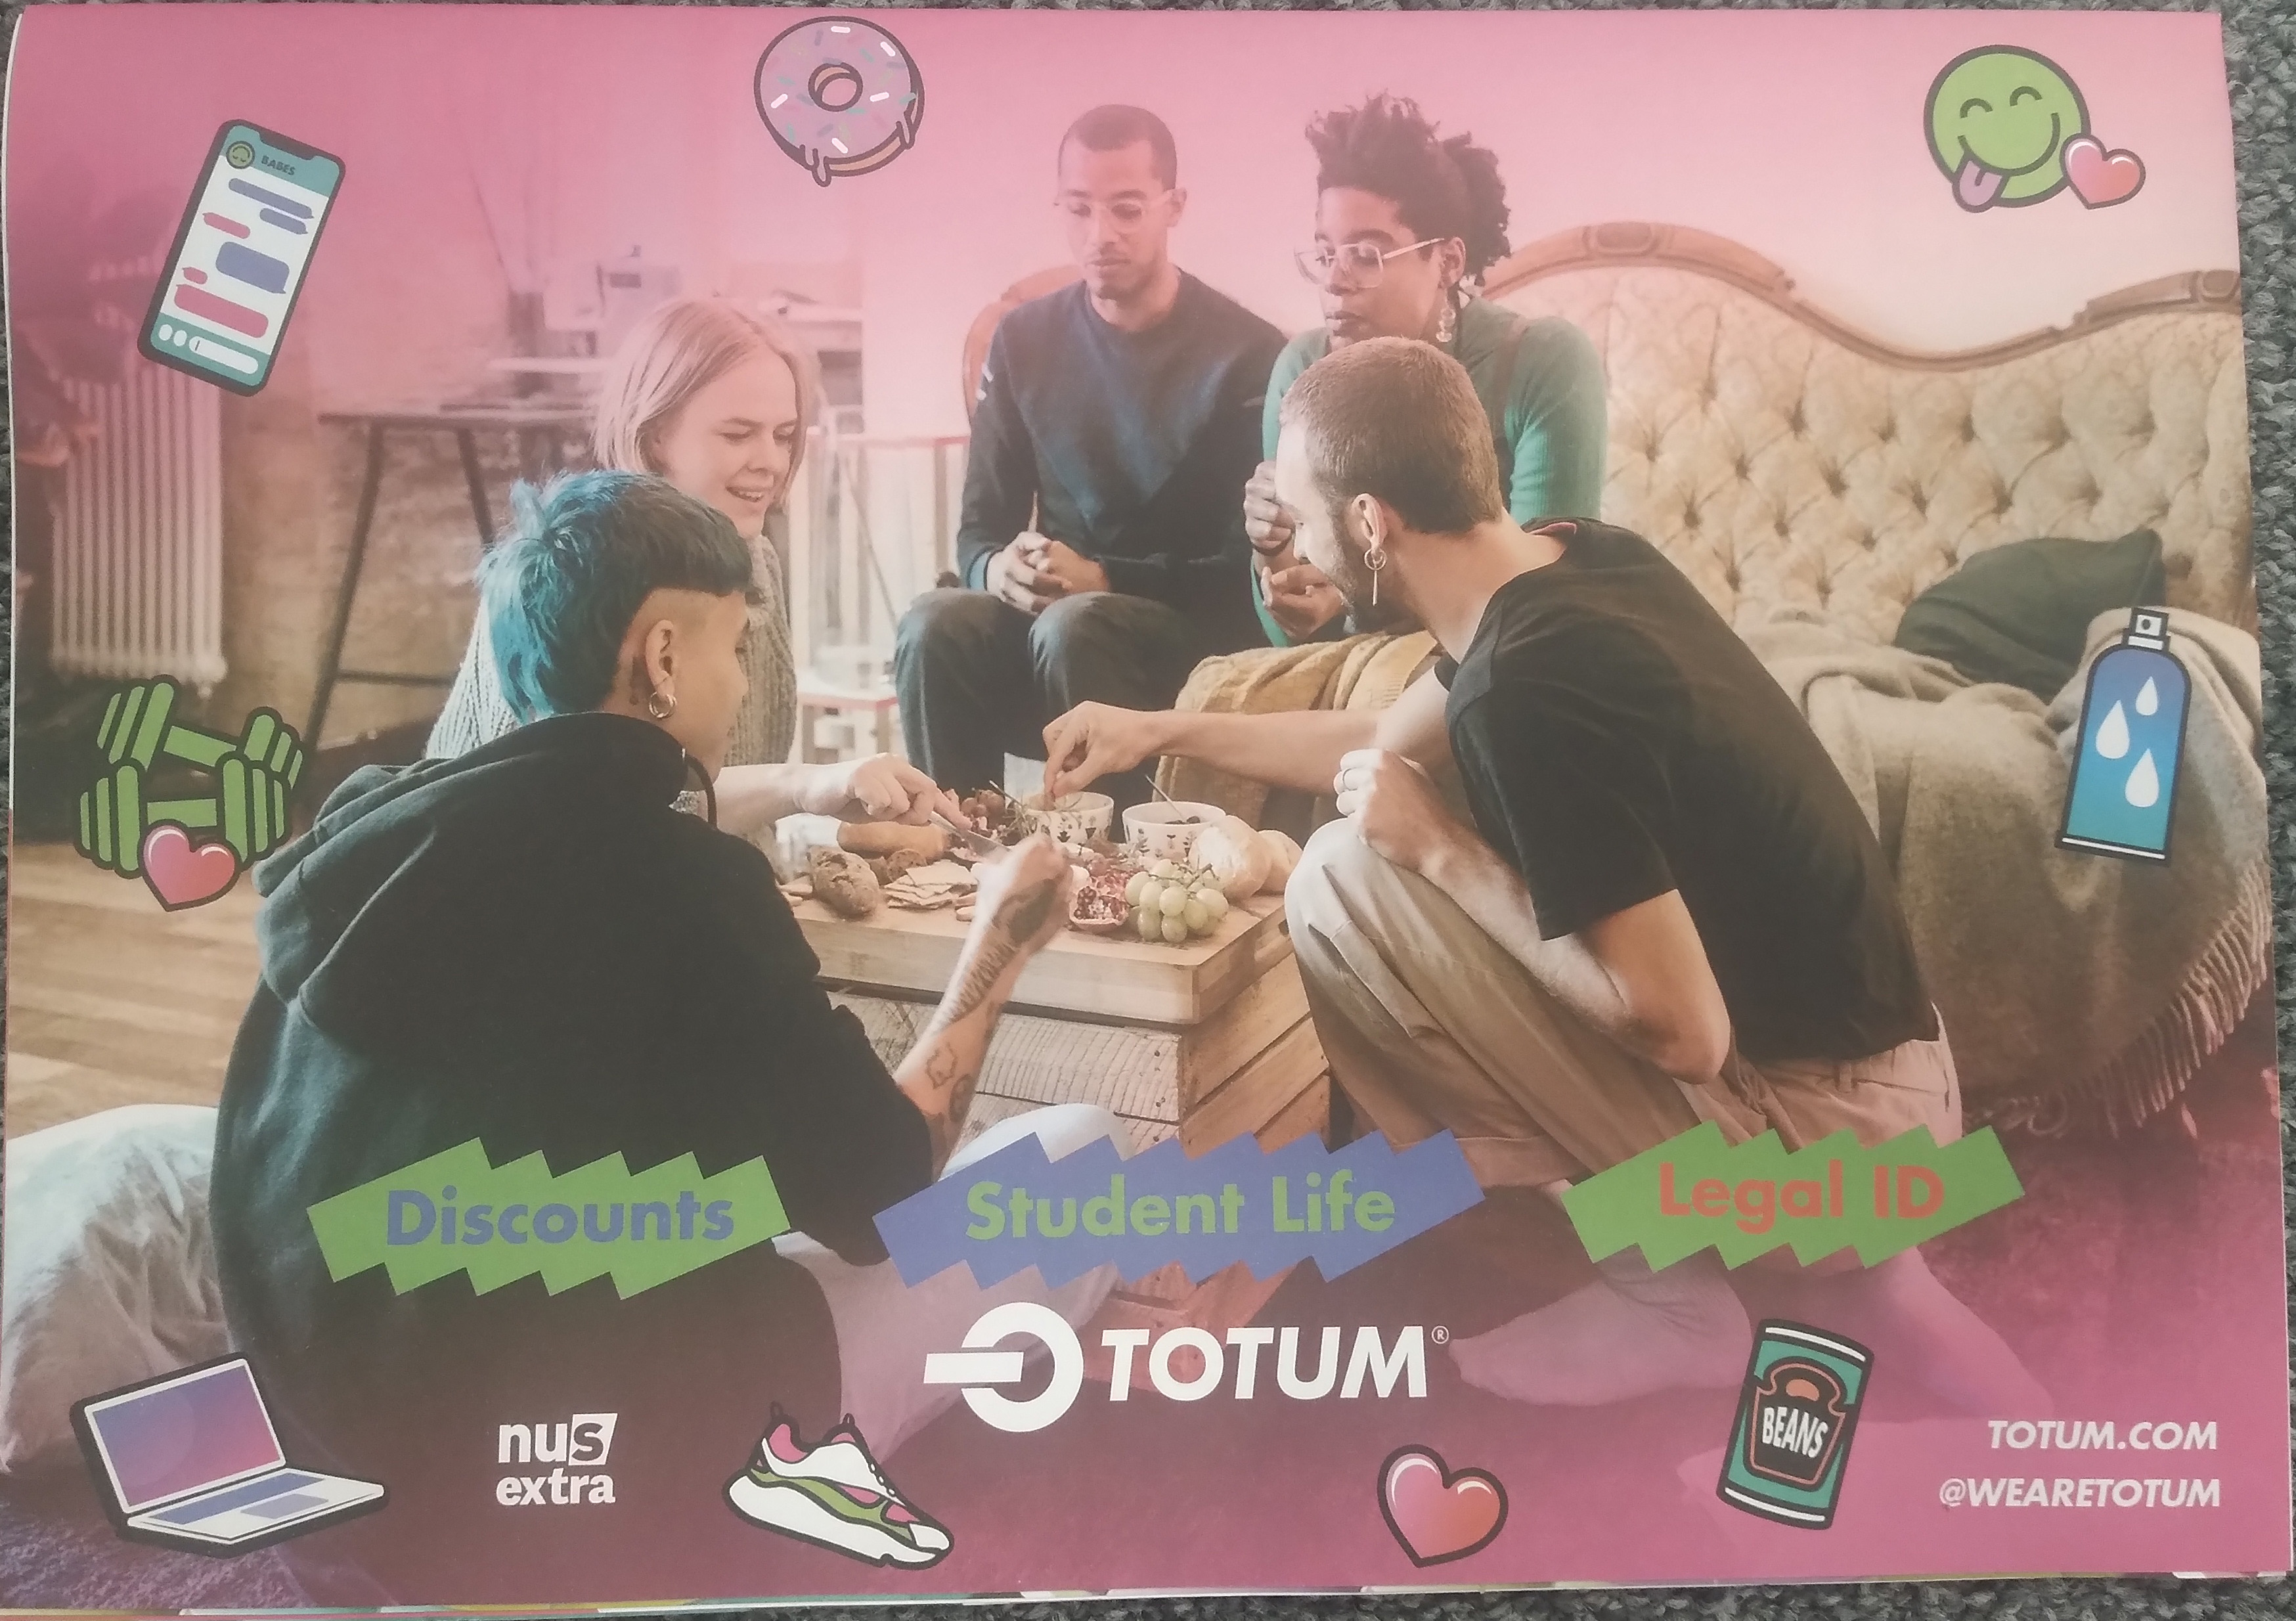 BABES
Discounts
Student Life
Legal ID
TOTUM®
nus
extra
BEANS
TOTUM.COM
@WEARETOTUM